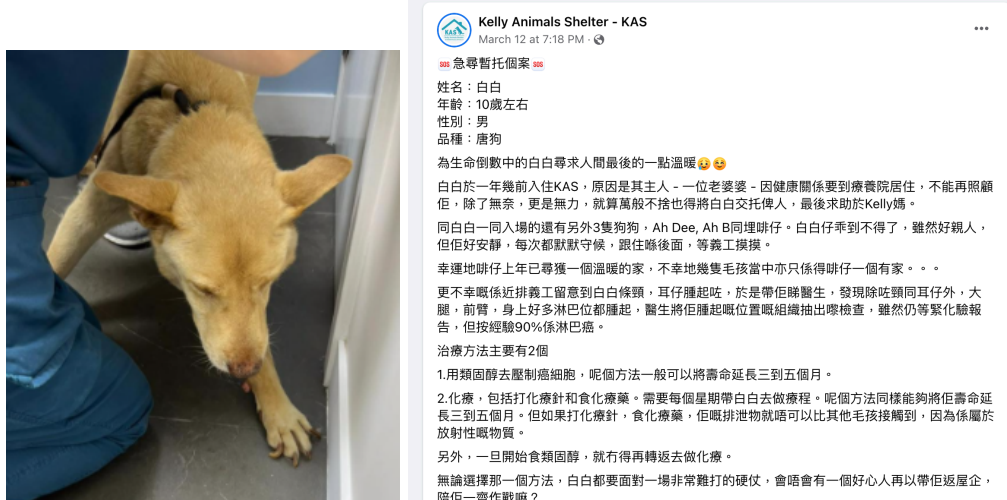 Kelly Animals Shelter - KAS
March 12 at 7:18 PM ·
KAS
🆘急尋暫托個案🆘
姓名：白白
年齡：10歲左右
性別：男
品種：唐狗
為生命倒數中的白白尋求人間最後的一點溫暖😥😊
白白於一年幾前入住KAS，原因是其主人 - 一位老婆婆 - 因健康關係要到療養院居住，不能再照顧
佢，除了無奈，更是無力，就算萬般不捨也得將白白交托俾人，最後求助於Kelly媽。
同白白一同入場的還有另外3隻狗狗，Ah Dee, Ah B同埋啡仔。白白仔乖到不得了，雖然好親人，
但佢好安靜，每次都默默守候，跟住喺後面，等義工摸摸。
幸運地啡仔上年已尋獲一個溫暖的家，不幸地幾隻毛孩當中亦只係得啡仔一個有家。。。
更不幸嘅係近排義工留意到白白條頸，耳仔腫起咗，於是帶佢睇醫生，發現除咗頸同耳仔外，大
腿，前臂，身上好多淋巴位都腫起，醫生將佢腫起嘅位置嘅組織抽出嚟檢查，雖然仍等緊化驗報
告，但按經驗90%係淋巴癌。
治療方法主要有2個
1.用類固醇去壓制癌細胞，呢個方法一般可以將壽命延長三到五個月。
2.化療，包括打化療針和食化療藥。需要每個星期帶白白去做療程。呢個方法同樣能夠將佢壽命延
長三到五個月。但如果打化療針，食化療藥，佢嘅排泄物就唔可以比其他毛孩接觸到，因為係屬於
放射性嘅物質。
另外，一旦開始食類固醇，就冇得再轉返去做化療。
無論選擇那一個方法，白白都要面對一場非常難打的硬仗，會唔會有一個好心人再以帶佢返屋企，
陪佢一齊作戰嘛？